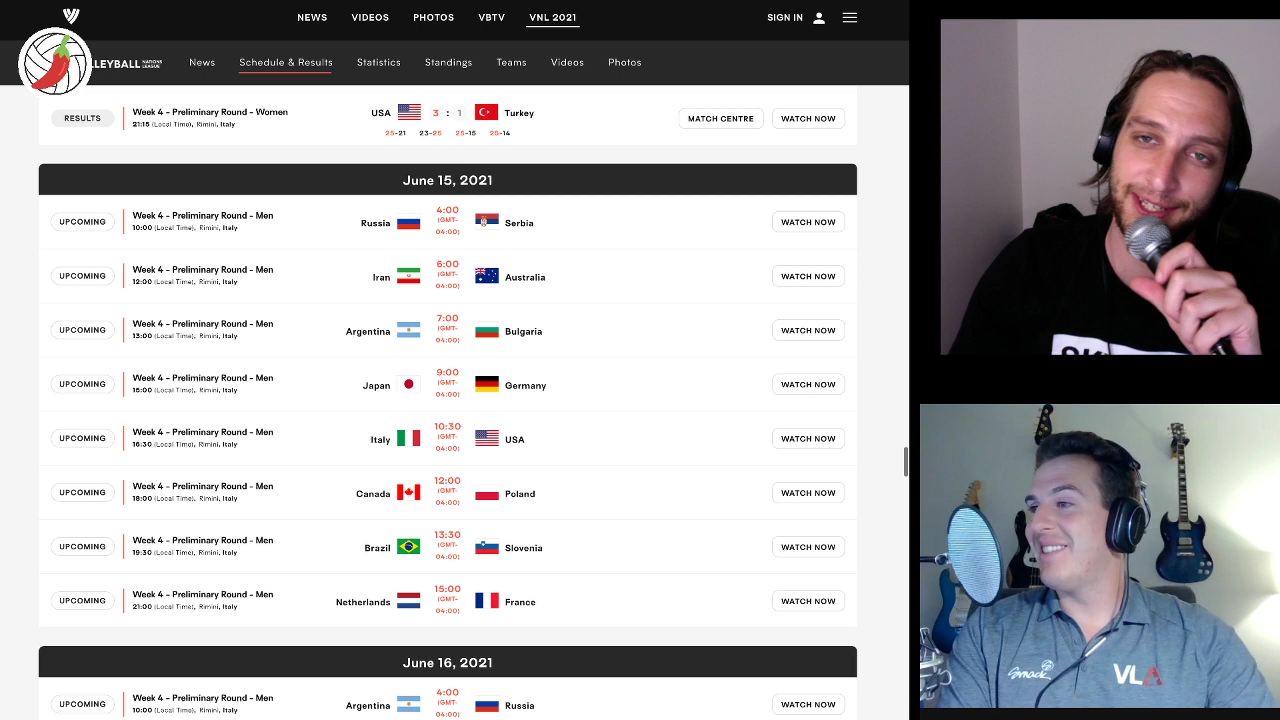 NEWS VIDEOS PHOTOS VBTV VNL 2021 SIGN IN
LLEYBALL NATIONS LEAGUE News Schedule & Results Statistics Standings Teams Videos Photos
RESULTS
Week 4 - Preliminary Round - Women
21:15 (Local Time), Rimini, Italy
USA 3 : 1 Turkey
25-21 23-25 25-15 25-14
MATCH CENTRE
WATCH NOW
June 15, 2021
UPCOMING
Week 4 - Preliminary Round - Men
10:00 (Local Time), Rimini, Italy
Russia 4:00 Serbia
(GMT-
04:00)
WATCH NOW
UPCOMING
Week 4 - Preliminary Round - Men
12:00 (Local Time), Rimini, Italy
Iran 6:00 Australia
(GMT-
04:00)
WATCH NOW
UPCOMING
Week 4 - Preliminary Round - Men
13:00 (Local Time), Rimini, Italy
Argentina 7:00 Bulgaria
(GMT-
04:00)
WATCH NOW
UPCOMING
Week 4 - Preliminary Round - Men
15:00 (Local Time), Rimini, Italy
Japan 9:00 Germany
(GMT-
04:00)
WATCH NOW
UPCOMING
Week 4 - Preliminary Round - Men
16:30 (Local Time), Rimini, Italy
Italy 10:30 USA
(GMT-
04:00)
WATCH NOW
UPCOMING
Week 4 - Preliminary Round - Men
18:00 (Local Time), Rimini, Italy
Canada 12:00 Poland
(GMT-
04:00)
WATCH NOW
UPCOMING
Week 4 - Preliminary Round - Men
19:30 (Local Time), Rimini, Italy
Brazil 13:30 Slovenia
(GMT-
04:00)
WATCH NOW
UPCOMING
Week 4 - Preliminary Round - Men
21:00 (Local Time), Rimini, Italy
Netherlands 15:00 France
(GMT-
04:00)
WATCH NOW
June 16, 2021
UPCOMING
Week 4 - Preliminary Round - Men
10:00 (Local Time), Rimini, Italy
Argentina 4:00 Russia
(GMT-
WATCH NOW
Smack
VLA